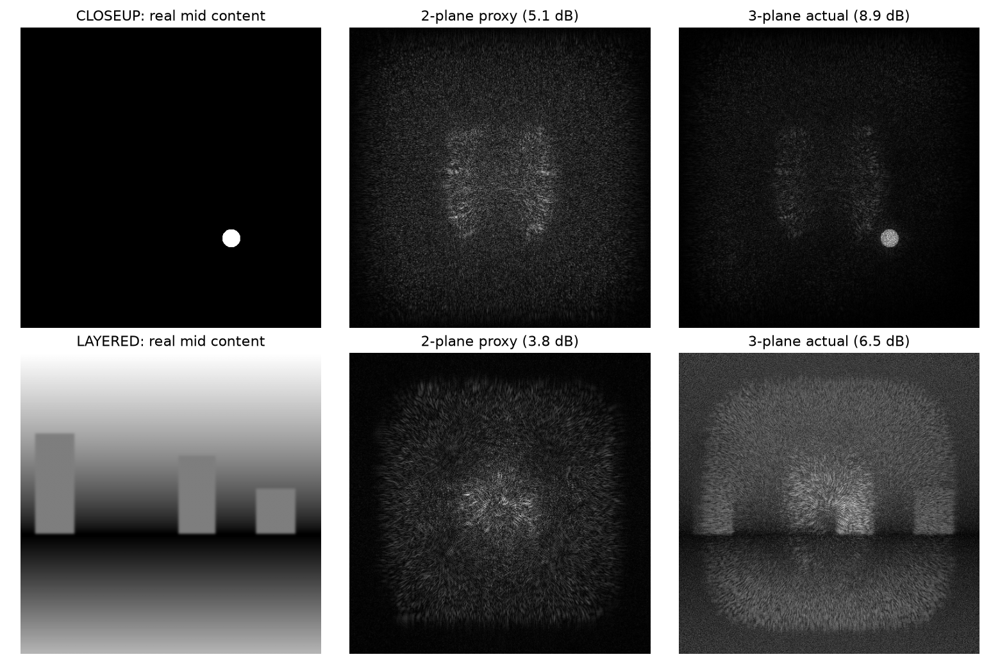 CLOSEUP: real mid content
2-plane proxy (5.1 dB)
3-plane actual (8.9 dB)
LAYERED: real mid content
2-plane proxy (3.8 dB)
3-plane actual (6.5 dB)